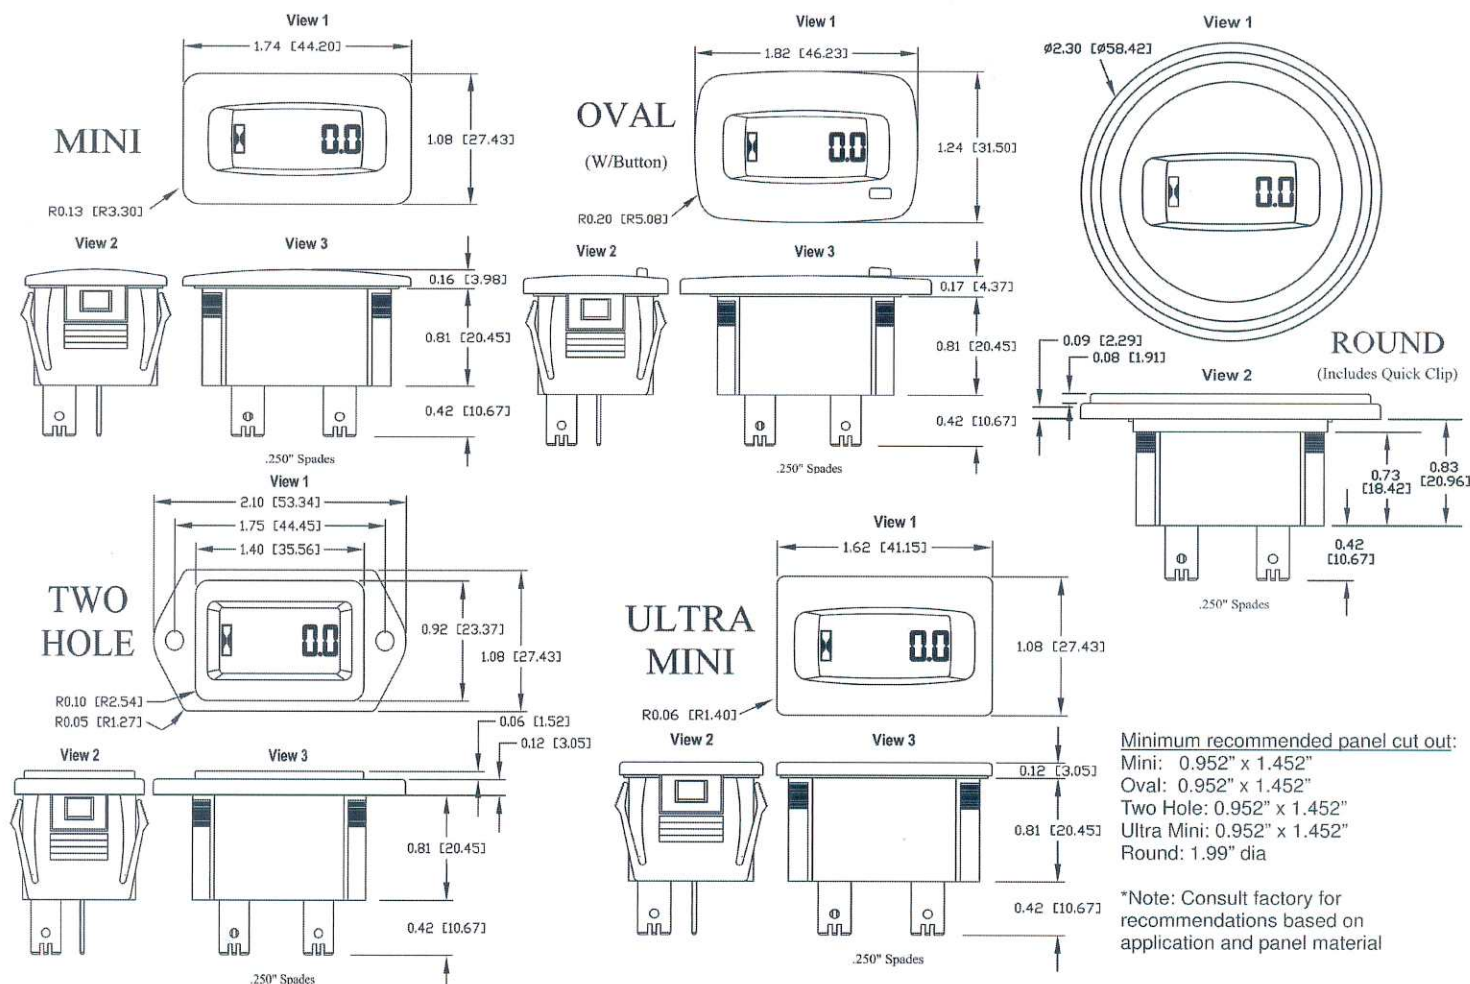 View 1
1.74 [44.20]
MINI
0.0
1.08 [27.43]
R0.13 [R3.30]
View 2
View 3
0.16 [3.98]
0.81 [20.45]
0.42 [10.67]
.250" Spades
View 1
1.82 [46.23]
OVAL
(W/Button)
0.0
1.24 [31.50]
R0.20 [R5.08]
View 2
View 3
0.17 [4.37]
0.81 [20.45]
0.42 [10.67]
.250" Spades
View 1
Ø2.30 [Ø58.42]
0.0
ROUND
(Includes Quick Clip)
0.09 [2.29]
0.08 [1.91]
View 2
0.73
[18.42]
0.83
[20.96]
0.42
[10.67]
.250" Spades
View 1
2.10 [53.34]
1.75 [44.45]
1.40 [35.56]
TWO
HOLE
0.0
0.92 [23.37]
1.08 [27.43]
R0.10 [R2.54]
R0.05 [R1.27]
0.06 [1.52]
0.12 [3.05]
View 2
View 3
0.81 [20.45]
0.42 [10.67]
.250" Spades
View 1
1.62 [41.15]
ULTRA
MINI
0.0
1.08 [27.43]
R0.06 [R1.40]
View 2
View 3
0.12 [3.05]
0.81 [20.45]
0.42 [10.67]
.250" Spades
Minimum recommended panel cut out:
Mini: 0.952" x 1.452"
Oval: 0.952" x 1.452"
Two Hole: 0.952" x 1.452"
Ultra Mini: 0.952" x 1.452"
Round: 1.99" dia
*Note: Consult factory for
recommendations based on
application and panel material